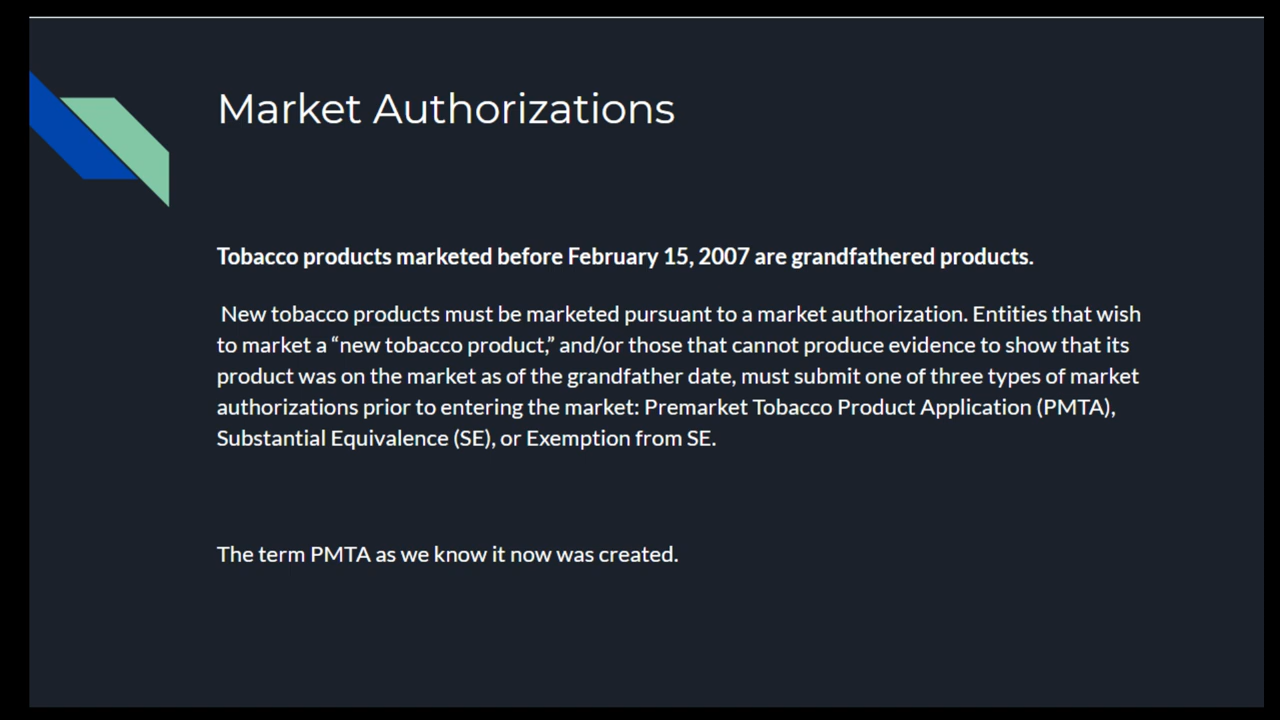 Market Authorizations
Tobacco products marketed before February 15, 2007 are grandfathered products.
New tobacco products must be marketed pursuant to a market authorization. Entities that wish
to market a “new tobacco product,” and/or those that cannot produce evidence to show that its
product was on the market as of the grandfather date, must submit one of three types of market
authorizations prior to entering the market: Premarket Tobacco Product Application (PMTA),
Substantial Equivalence (SE), or Exemption from SE.
The term PMTA as we know it now was created.